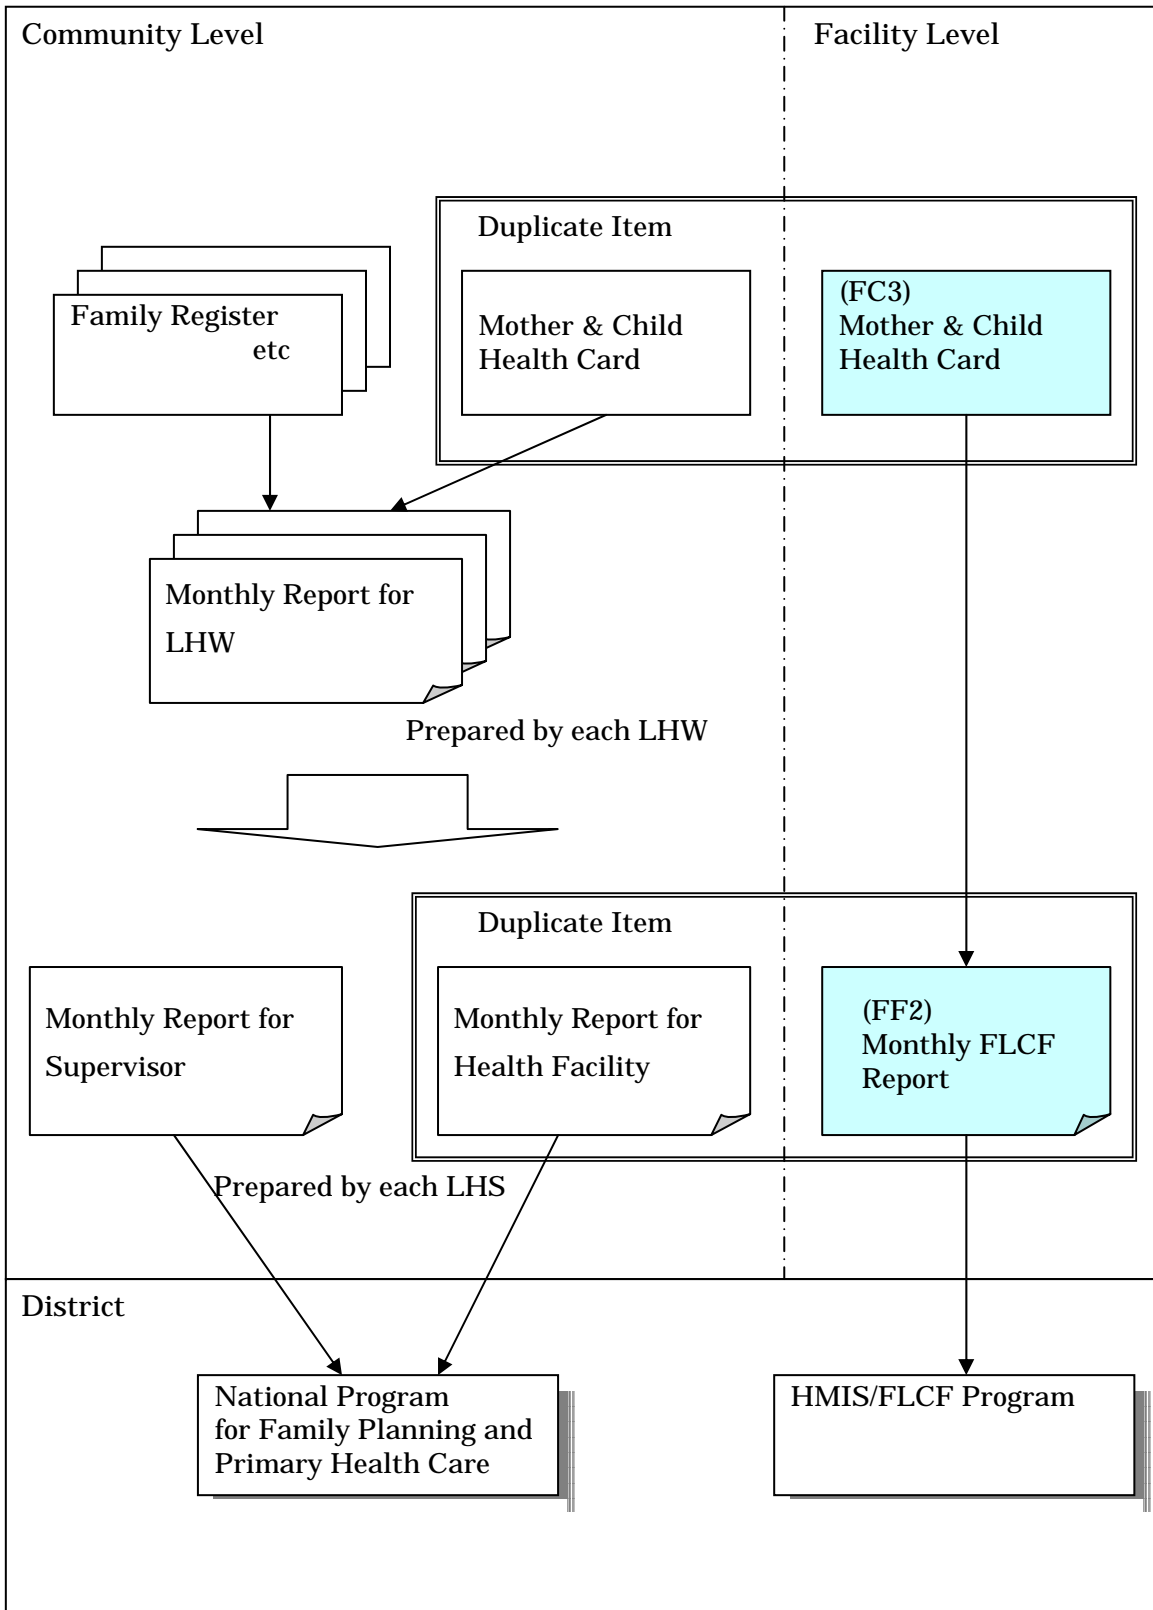 Community Level
Facility Level
Duplicate Item
Family Register
etc
Mother & Child
Health Card
(FC3)
Mother & Child
Health Card
Monthly Report for
LHW
Prepared by each LHW
Duplicate Item
Monthly Report for
Supervisor
Monthly Report for
Health Facility
(FF2)
Monthly FLCF
Report
Prepared by each LHS
District
National Program
for Family Planning and
Primary Health Care
HMIS/FLCF Program